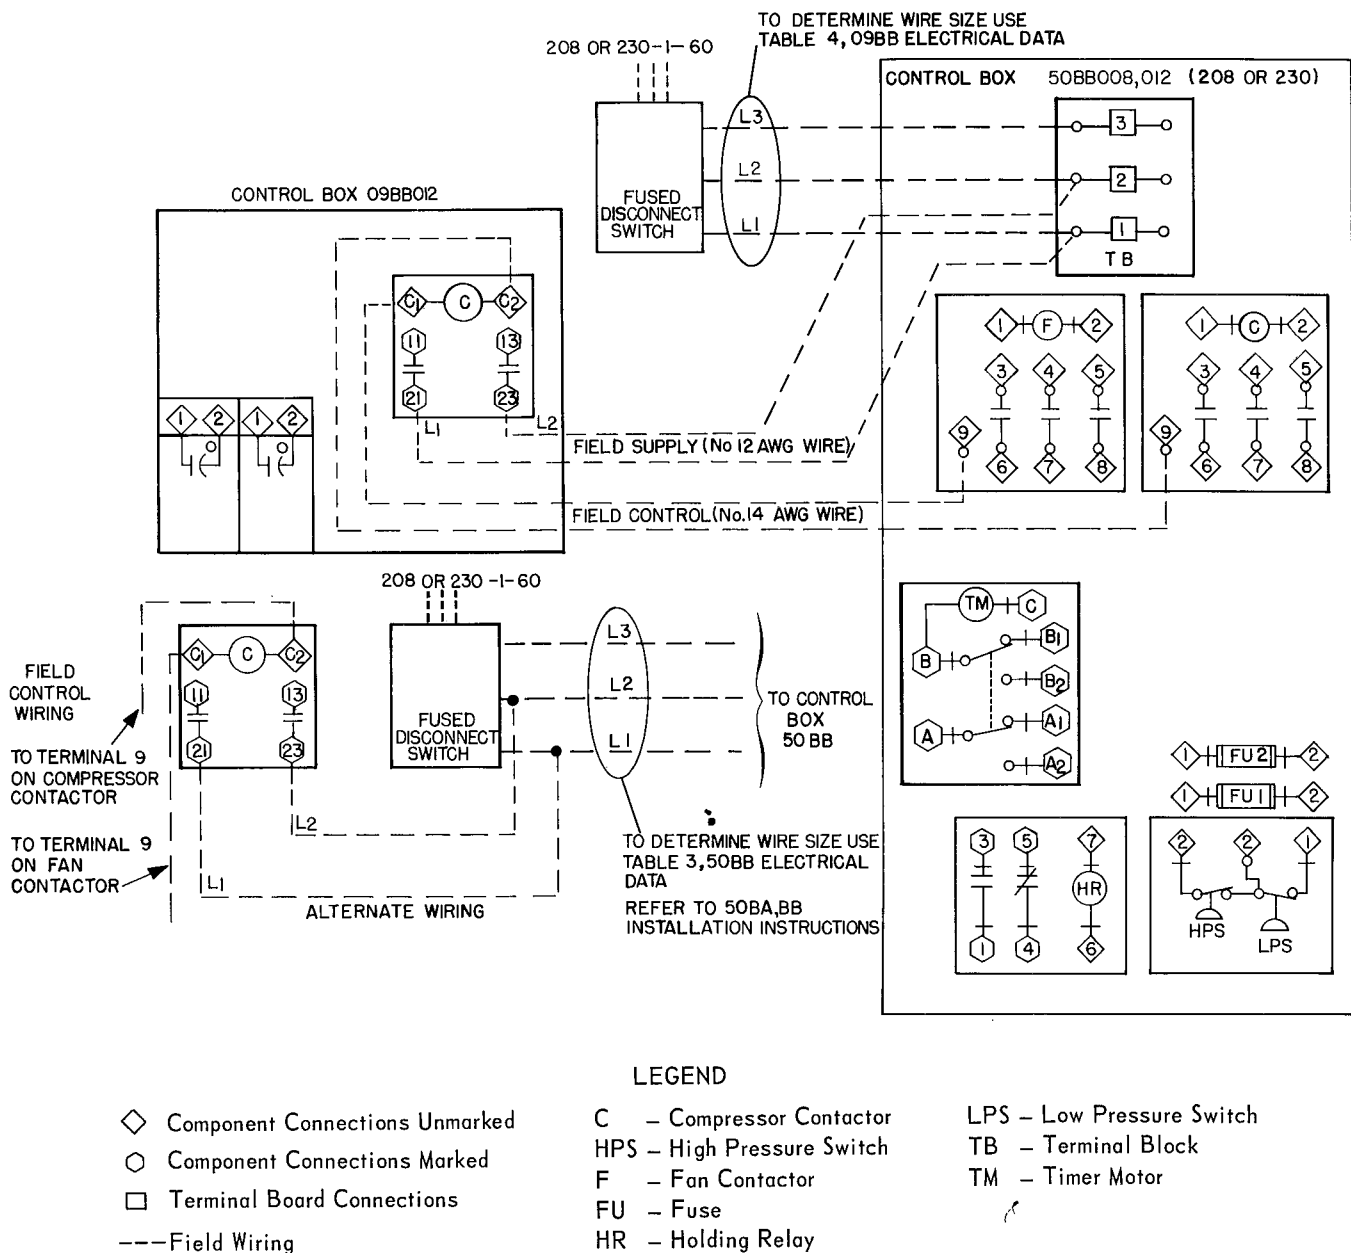 TO DETERMINE WIRE SIZE USE
TABLE 4, 09BB ELECTRICAL DATA
208 OR 230-1-60
CONTROL BOX 50BB008,012 (208 OR 230)
L3
L2
L1
FUSED
DISCONNECT
SWITCH
3
2
1
TB
CONTROL BOX 09BB012
C1 C C2
11 13
21 23
L1
L2
1 2 1 2
FIELD SUPPLY (No 12 AWG WIRE)
FIELD CONTROL (No.14 AWG WIRE)
1 F 2
3 4 5
9
6 7 8
1 C 2
3 4 5
9
6 7 8
208 OR 230-1-60
C1 C C2
11 13
21 23
FIELD
CONTROL
WIRING
TO TERMINAL 9
ON COMPRESSOR
CONTACTOR
TO TERMINAL 9
ON FAN
CONTACTOR
L2
L1
ALTERNATE WIRING
FUSED
DISCONNECT
SWITCH
L3
L2
L1
TO CONTROL
BOX
50 BB
TO DETERMINE WIRE SIZE USE
TABLE 3,50BB ELECTRICAL
DATA
REFER TO 50BA,BB
INSTALLATION INSTRUCTIONS
TM C
B B1
B2
A A1
A2
1 FU 2 2
1 FU 1 2
3 5 7
HR
1 4 6
2 2 1
HPS LPS
LEGEND
Component Connections Unmarked
Component Connections Marked
Terminal Board Connections
---Field Wiring
C – Compressor Contactor
HPS – High Pressure Switch
F – Fan Contactor
FU – Fuse
HR – Holding Relay
LPS – Low Pressure Switch
TB – Terminal Block
TM – Timer Motor